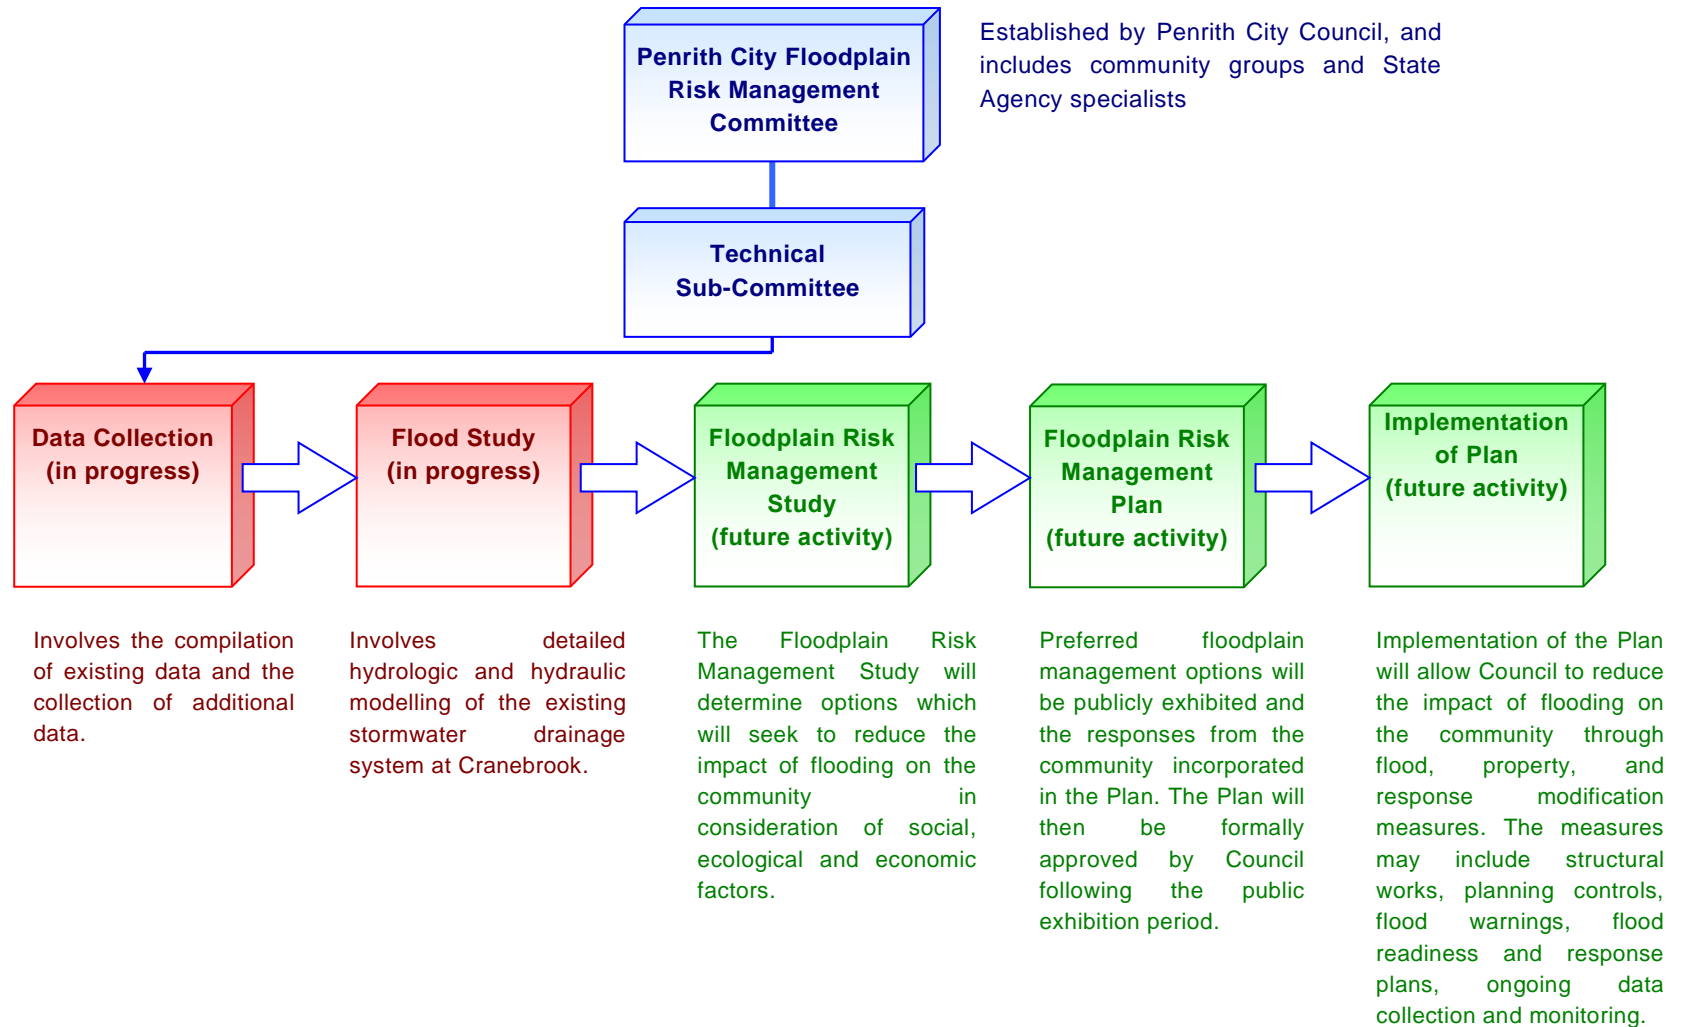 Penrith City Floodplain
Risk Management
Committee
Established by Penrith City Council, and
includes community groups and State
Agency specialists
Technical
Sub-Committee
Data Collection
(in progress)
Flood Study
(in progress)
Floodplain Risk
Management
Study
(future activity)
Floodplain Risk
Management
Plan
(future activity)
Implementation
of Plan
(future activity)
Involves the compilation
of existing data and the
collection of additional
data.
Involves detailed
hydrologic and hydraulic
modelling of the existing
stormwater drainage
system at Cranebrook.
The Floodplain Risk
Management Study will
determine options which
will seek to reduce the
impact of flooding on the
community in
consideration of social,
ecological and economic
factors.
Preferred floodplain
management options will
be publicly exhibited and
the responses from the
community incorporated
in the Plan. The Plan will
then be formally
approved by Council
following the public
exhibition period.
Implementation of the Plan
will allow Council to reduce
the impact of flooding on
the community through
flood, property, and
response modification
measures. The measures
may include structural
works, planning controls,
flood warnings, flood
readiness and response
plans, ongoing data
collection and monitoring.